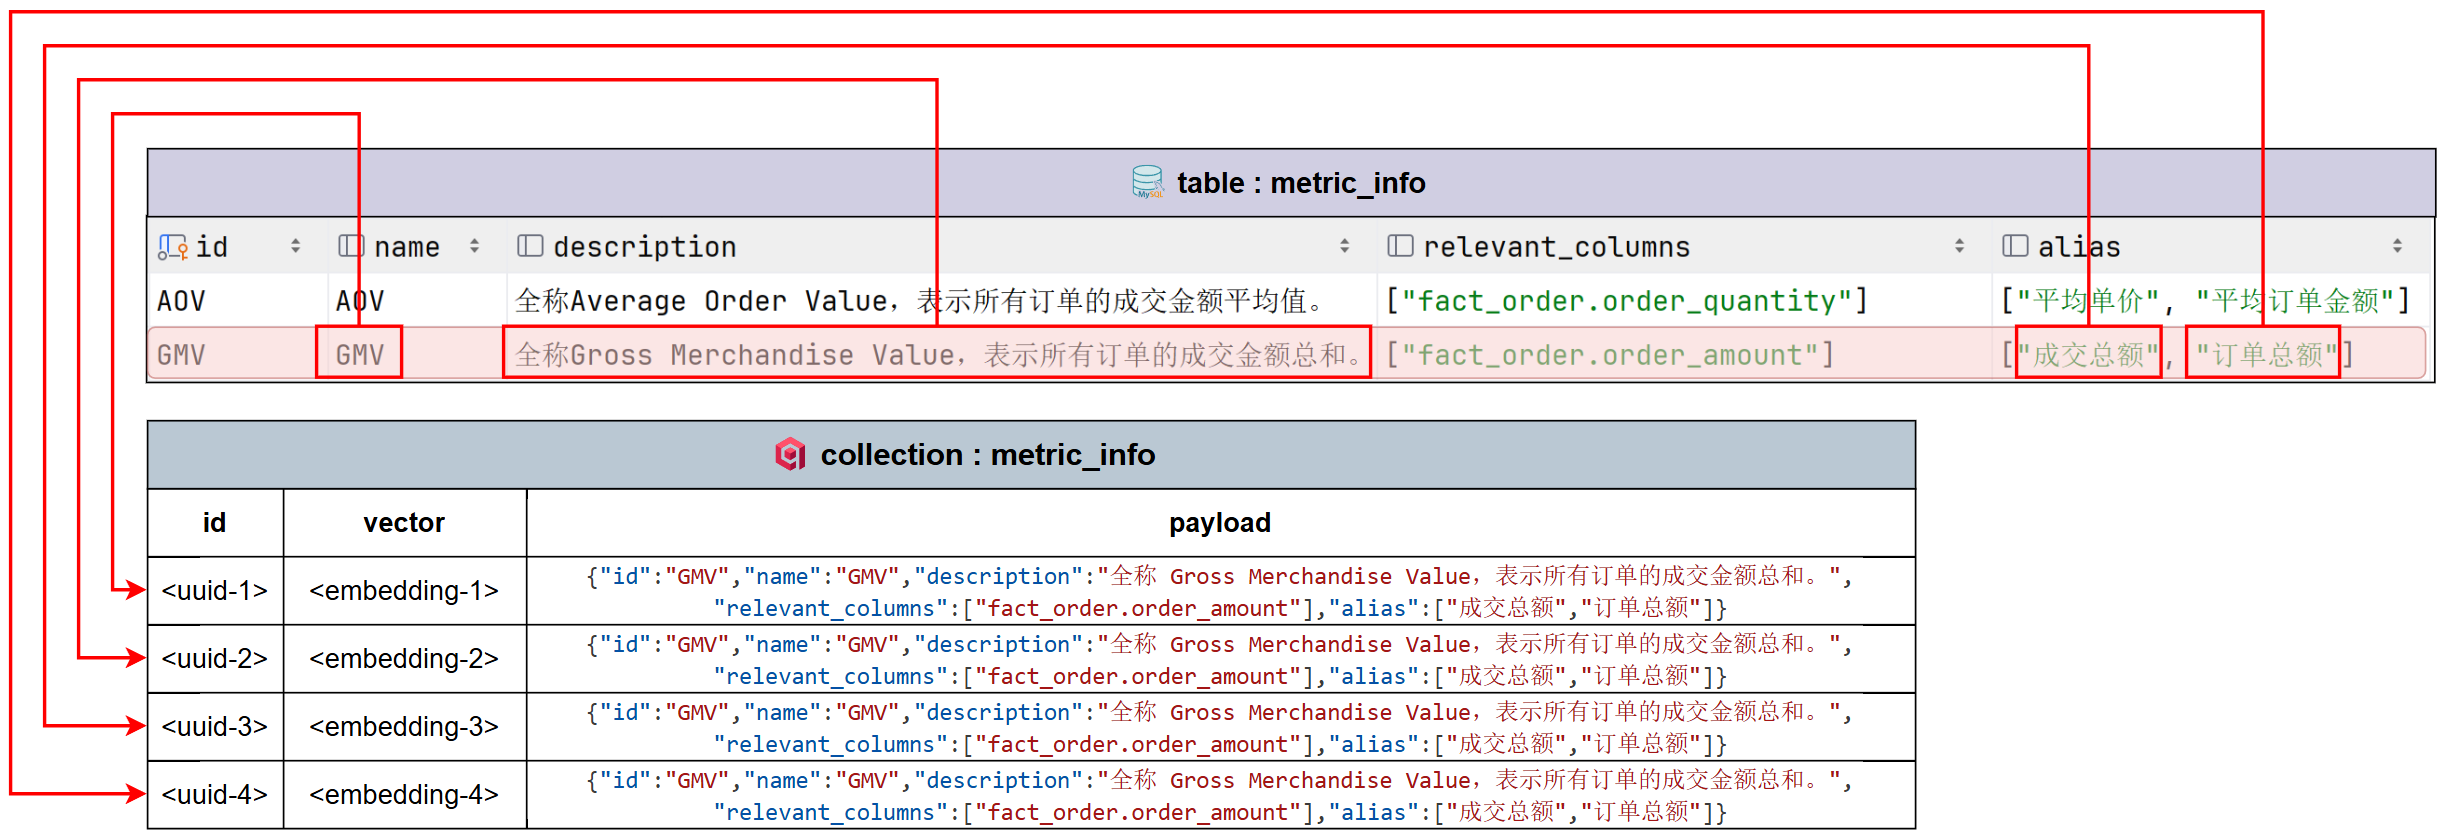 MySQL
table : metric_info
id name description relevant_columns alias
AOV AOV 全称Average Order Value，表示所有订单的成交金额平均值。 ["fact_order.order_quantity"] ["平均单价", "平均订单金额"]
GMV GMV 全称Gross Merchandise Value，表示所有订单的成交金额总和。 ["fact_order.order_amount"] ["成交总额", "订单总额"]
collection : metric_info
id vector payload
<uuid-1> <embedding-1> {"id":"GMV","name":"GMV","description":"全称 Gross Merchandise Value，表示所有订单的成交金额总和。",
"relevant_columns":["fact_order.order_amount"],"alias":["成交总额","订单总额"]}
<uuid-2> <embedding-2> {"id":"GMV","name":"GMV","description":"全称 Gross Merchandise Value，表示所有订单的成交金额总和。",
"relevant_columns":["fact_order.order_amount"],"alias":["成交总额","订单总额"]}
<uuid-3> <embedding-3> {"id":"GMV","name":"GMV","description":"全称 Gross Merchandise Value，表示所有订单的成交金额总和。",
"relevant_columns":["fact_order.order_amount"],"alias":["成交总额","订单总额"]}
<uuid-4> <embedding-4> {"id":"GMV","name":"GMV","description":"全称 Gross Merchandise Value，表示所有订单的成交金额总和。",
"relevant_columns":["fact_order.order_amount"],"alias":["成交总额","订单总额"]}